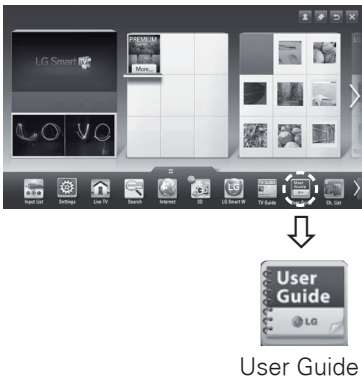 LG Smart TV
PREMIUM
More...
Input List
Settings
Live TV
Search
Internet
3D
LG Smart W
TV Guide
User Guide
Ch. List
User
Guide
LG
User Guide